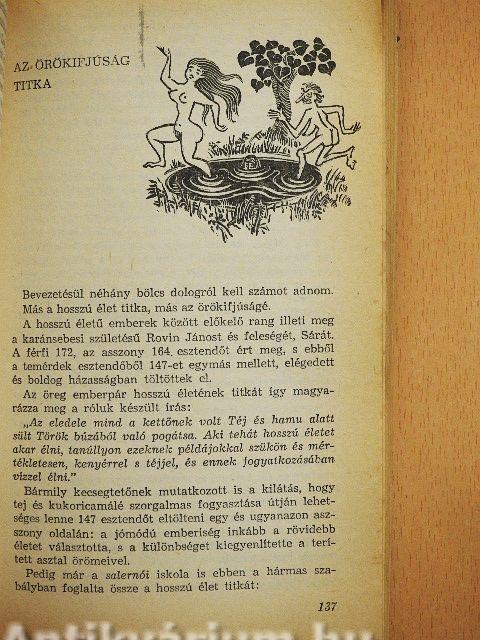 AZ ÖRÖKIFJÚSÁG
TITKA
Bevezetésül néhány bölcs dologról kell számot adnom.
Más a hosszú élet titka, más az örökifjúságé.
A hosszú életű emberek között előkelő rang illeti meg
a karánsebesi születésű Rovin Jánost és feleségét, Sárát.
A férfi 172, az asszony 164 esztendőt ért meg, s ebből
a temérdek esztendőből 147-et egymás mellett, elégedett
és boldog házasságban töltöttek el.
Az öreg emberpár hosszú életének titkát így magya-
rázza meg a róluk készült írás:
„Az eledele mind a kettőnek volt Téj és hamu alatt
sült Török búzából való pogátsa. Aki tehát hosszú életet
akar élni, tanúllyon ezeknek példájokkal szükön és mér-
tékletesen, kenyérrel s téjjel, és ennek fogyatkozásában
vízzel élni."
Bármily kecsegtetőnek mutatkozott is a kilátás, hogy
tej és kukoricamálé szorgalmas fogyasztása útján lehet-
séges lenne 147 esztendőt eltölteni egy és ugyanazon asz-
szony oldalán: a jómódú emberiség inkább a rövidebb
életet választotta, s a különbséget kiegyenlítette a terí-
tett asztal örömeivel.
Pedig már a salernói iskola is ebben a hármas sza-
bályban foglalta össze a hosszú élet titkát:
137
Antikvárium.hu